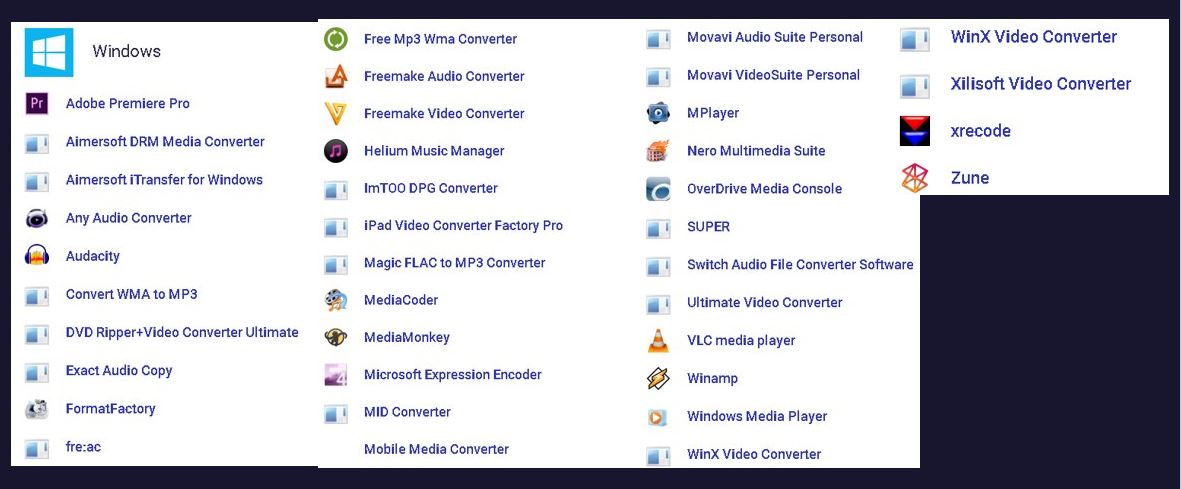 Windows
Pr
Adobe Premiere Pro
Aimersoft DRM Media Converter
Aimersoft iTransfer for Windows
Any Audio Converter
Audacity
Convert WMA to MP3
DVD Ripper+Video Converter Ultimate
Exact Audio Copy
FormatFactory
fre:ac
Free Mp3 Wma Converter
Freemake Audio Converter
Freemake Video Converter
Helium Music Manager
ImTOO DPG Converter
iPad Video Converter Factory Pro
Magic FLAC to MP3 Converter
MediaCoder
MediaMonkey
4
Microsoft Expression Encoder
MID Converter
Mobile Media Converter
Movavi Audio Suite Personal
Movavi VideoSuite Personal
MPlayer
Nero Multimedia Suite
OverDrive Media Console
SUPER
Switch Audio File Converter Software
Ultimate Video Converter
VLC media player
Winamp
Windows Media Player
WinX Video Converter
WinX Video Converter
Xilisoft Video Converter
xrecode
Zune